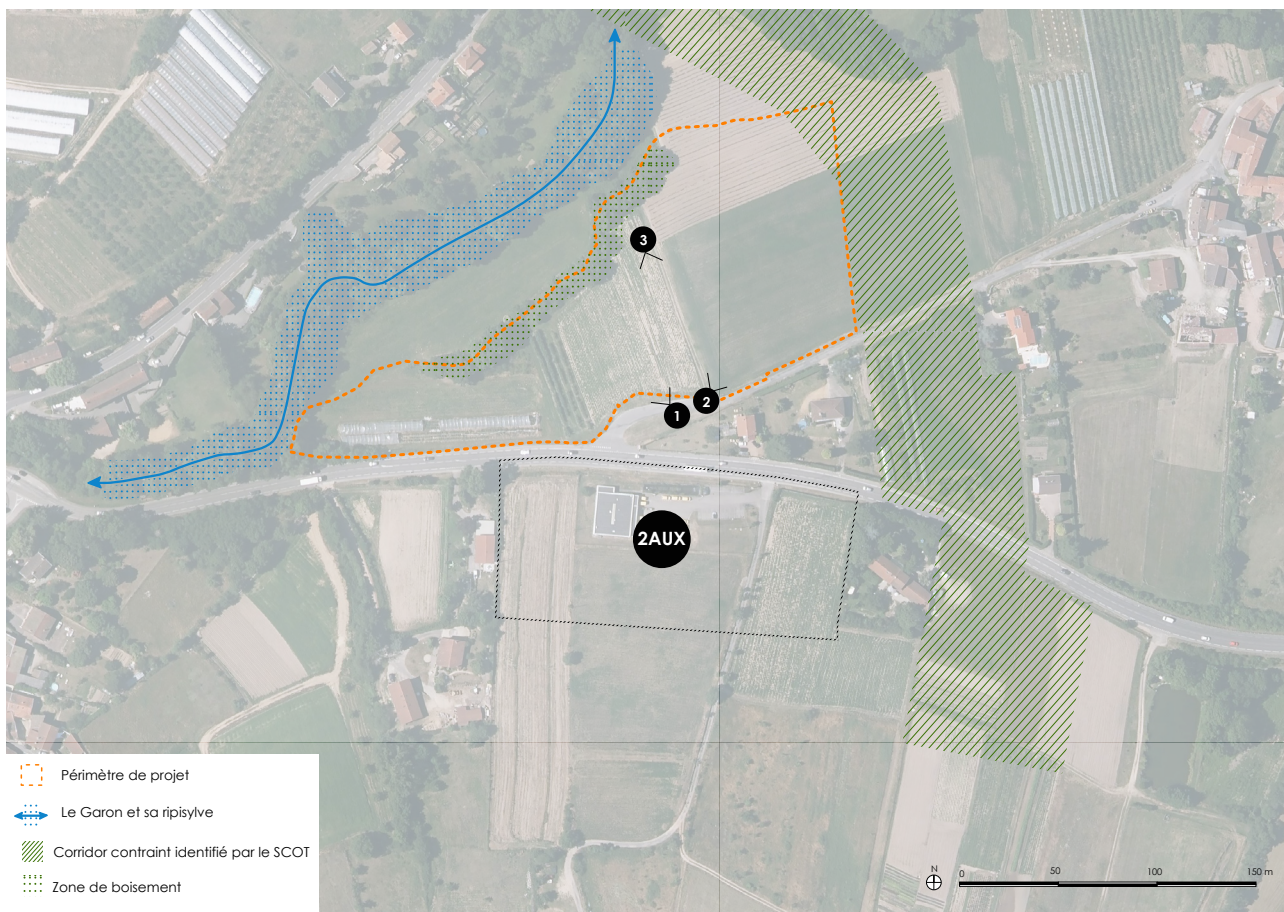 3
1
2
2AUX
Périmètre de projet
Le Garon et sa ripisylve
Corridor contraint identifié par le SCOT
Zone de boisement
N
0 50 100 150 m